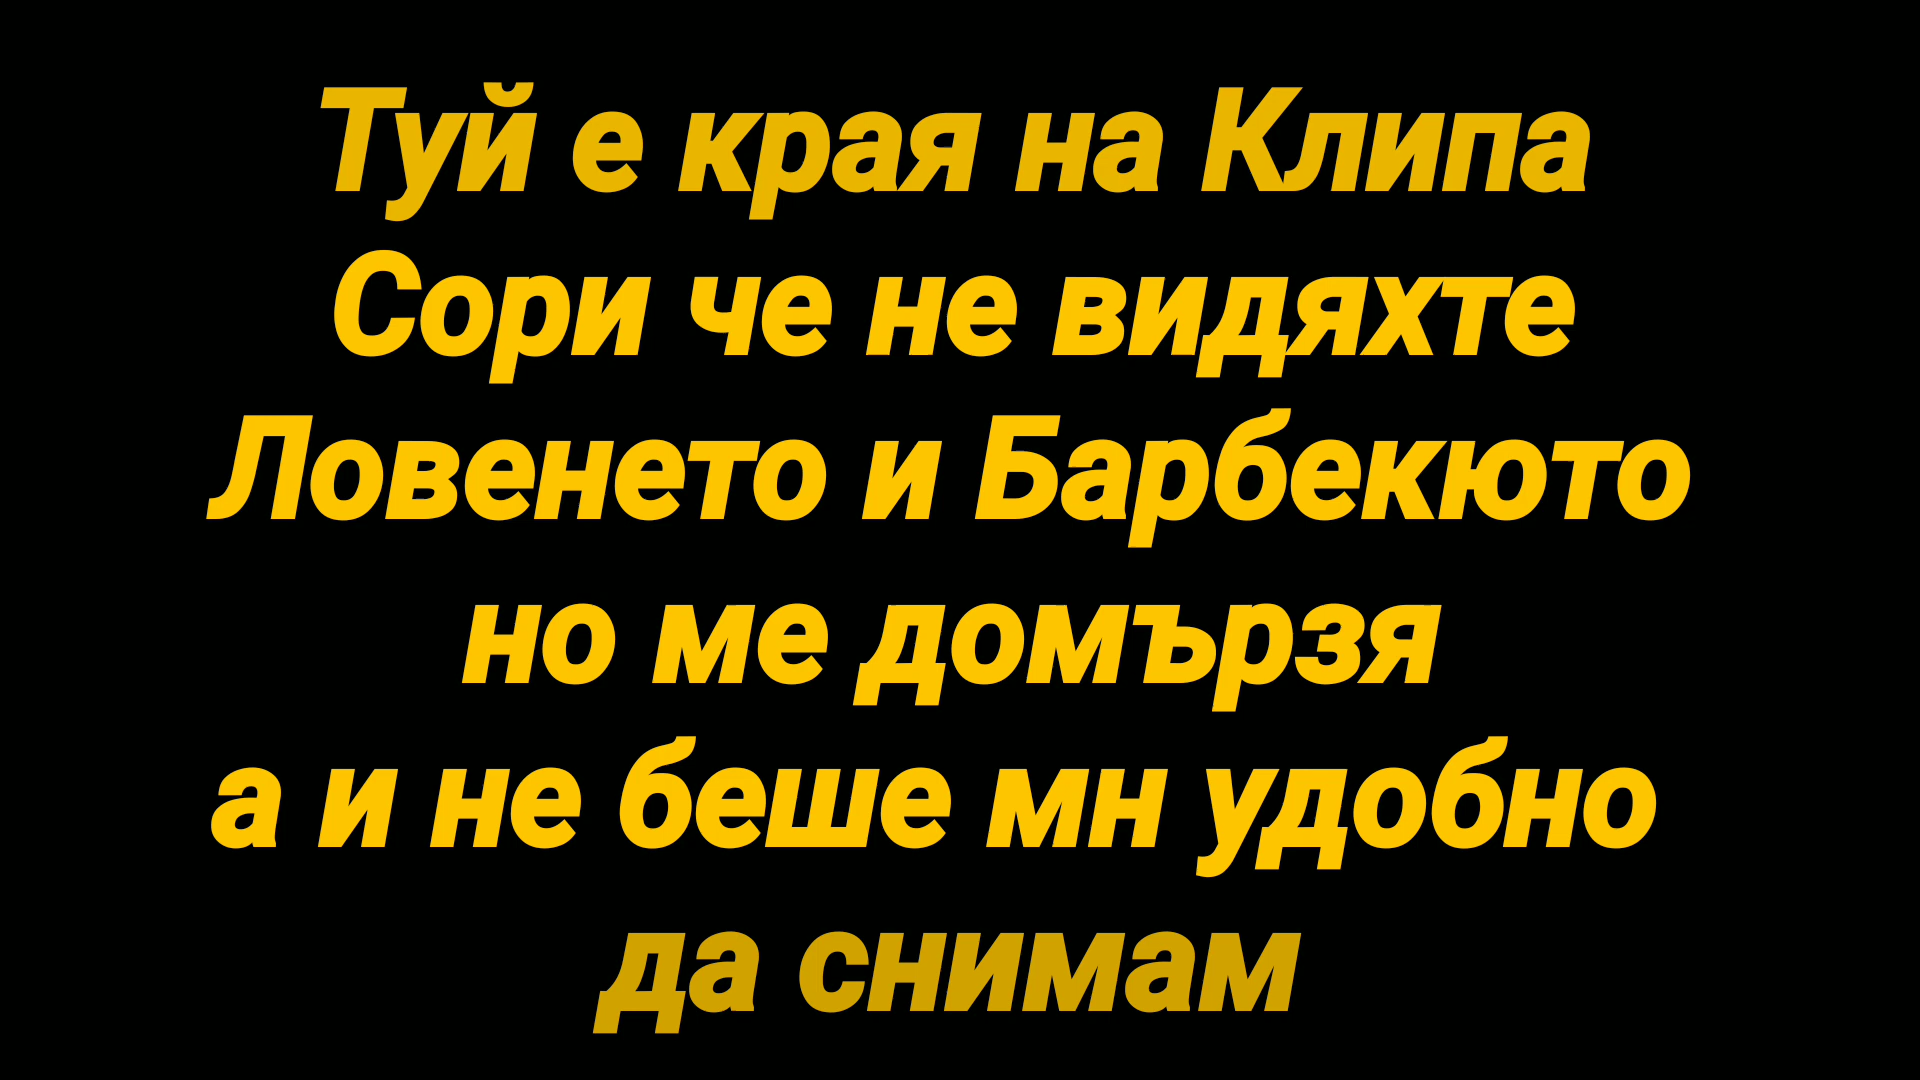 Туй е края на Клипа
Сори че не видяхте
Ловенето и Барбекюто
но ме домързя
а и не беше мн удобно
да снимам